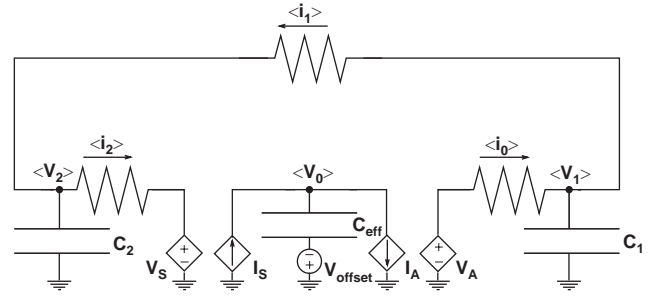 <i1>
<i2>
<V0>
<i0>
<V2>
<V1>
C2
VS
IS
Ceff
Voffset
IA
VA
C1
+
−
−
+
+
−